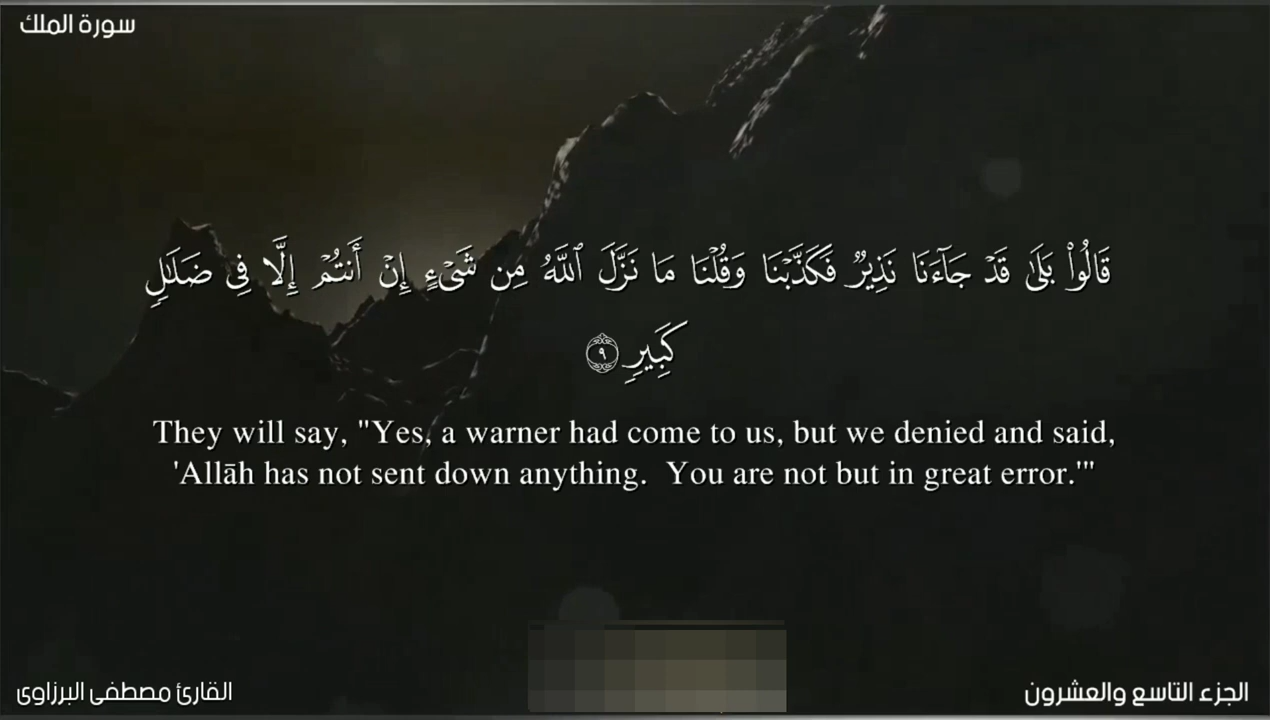 سورة الملك
قَالُوا۟ بَلَىٰ قَدْ جَآءَنَا نَذِيرٌ فَكَذَّبْنَا وَقُلْنَا مَا نَزَّلَ ٱللَّهُ مِن شَىْءٍ إِنْ أَنتُمْ إِلَّا فِى ضَلَـٰلٍ
كَبِيرٍ ٩
They will say, "Yes, a warner had come to us, but we denied and said,
'Allāh has not sent down anything.  You are not but in great error.'"
الجزء التاسع والعشرون
القارئ مصطفى البرزاوى